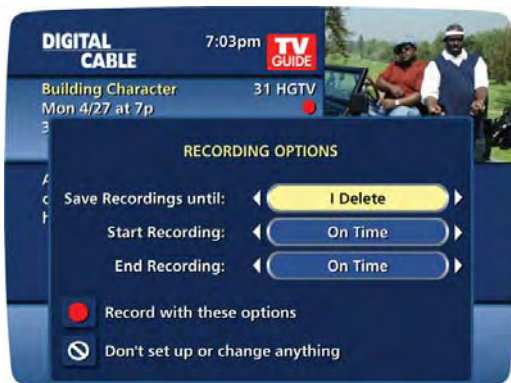 DIGITAL CABLE
7:03pm
TV GUIDE
Building Character 31 HGTV
Mon 4/27 at 7p
3
RECORDING OPTIONS
Save Recordings until: I Delete
Start Recording: On Time
End Recording: On Time
Record with these options
Don't set up or change anything